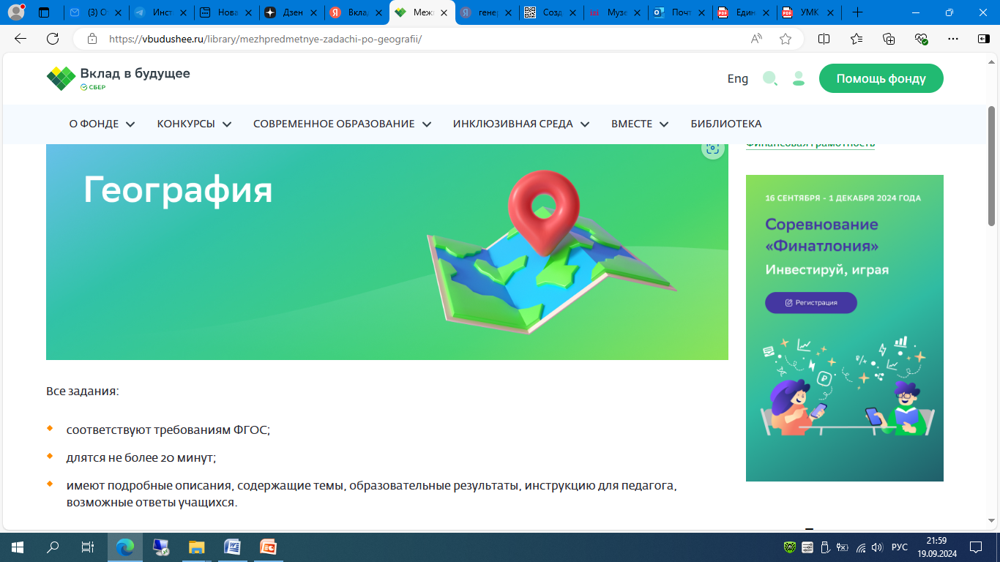 (3) О
Инст
Нова
Дзен
Вкла
Межп
генер
Созд
Музе
Почт
Един
УМК
https://vbudushee.ru/library/mezhpredmetnye-zadachi-po-geografii/
Вклад в будущее
СБЕР
Eng
Помощь фонду
О ФОНДЕ
КОНКУРСЫ
СОВРЕМЕННОЕ ОБРАЗОВАНИЕ
ИНКЛЮЗИВНАЯ СРЕДА
ВМЕСТЕ
БИБЛИОТЕКА
Финансовая грамотность
География
16 СЕНТЯБРЯ - 1 ДЕКАБРЯ 2024 ГОДА
Соревнование
«Финатлония»
Инвестируй, играя
Регистрация
Все задания:
соответствуют требованиям ФГОС;
длятся не более 20 минут;
имеют подробные описания, содержащие темы, образовательные результаты, инструкцию для педагога,
возможные ответы учащихся.
РУС
21:59
19.09.2024